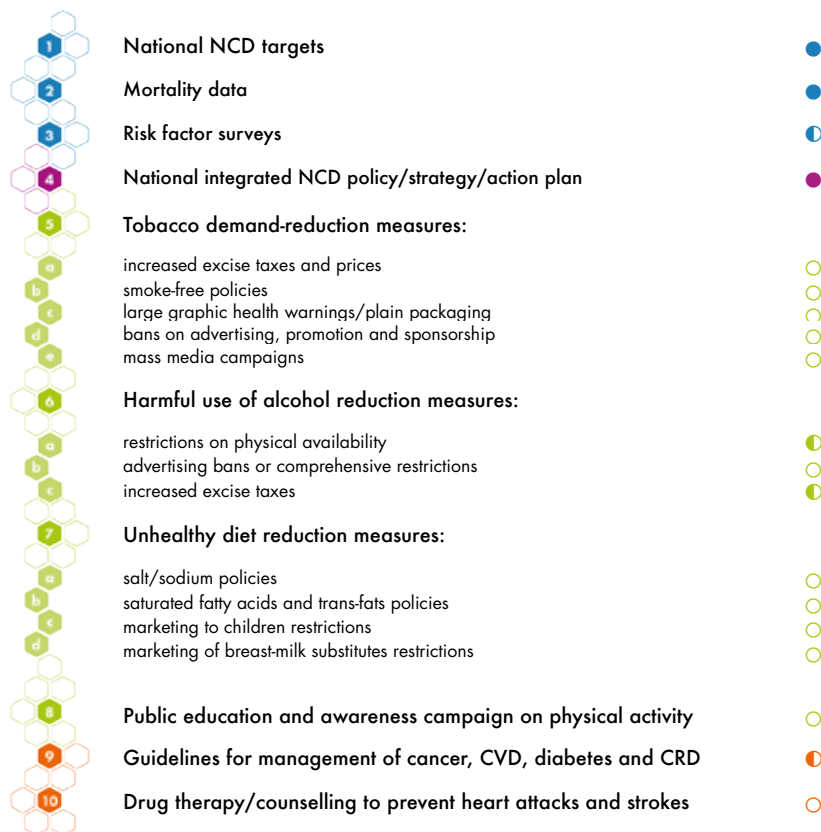 1 National NCD targets
2 Mortality data
3 Risk factor surveys
4 National integrated NCD policy/strategy/action plan
5 Tobacco demand-reduction measures:
a increased excise taxes and prices
b smoke-free policies
c large graphic health warnings/plain packaging
d bans on advertising, promotion and sponsorship
e mass media campaigns
6 Harmful use of alcohol reduction measures:
a restrictions on physical availability
b advertising bans or comprehensive restrictions
c increased excise taxes
7 Unhealthy diet reduction measures:
a salt/sodium policies
b saturated fatty acids and trans-fats policies
c marketing to children restrictions
d marketing of breast-milk substitutes restrictions
8 Public education and awareness campaign on physical activity
9 Guidelines for management of cancer, CVD, diabetes and CRD
10 Drug therapy/counselling to prevent heart attacks and strokes